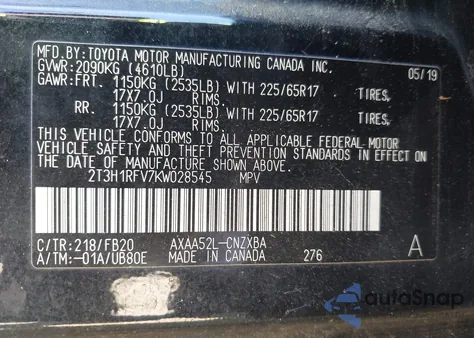 MFD.BY:TOYOTA MOTOR MANUFACTURING CANADA INC.
GVWR:2090KG (4610LB) 05/19
GAWR:FRT. 1150KG (2535LB) WITH 225/65R17 TIRES,
17X7.0J RIMS.
RR. 1150KG (2535LB) WITH 225/65R17 TIRES,
17X7.0J RIMS.
THIS VEHICLE CONFORMS TO ALL APPLICABLE FEDERAL MOTOR
VEHICLE SAFETY AND THEFT PREVENTION STANDARDS IN EFFECT ON
THE DATE OF MANUFACTURE SHOWN ABOVE.
2T3H1RFV7KW028545 MPV
C/TR:218/FB20 AXAA52L-CNZXBA
A/TM:-01A/UB80E MADE IN CANADA 276 A
autoSnap